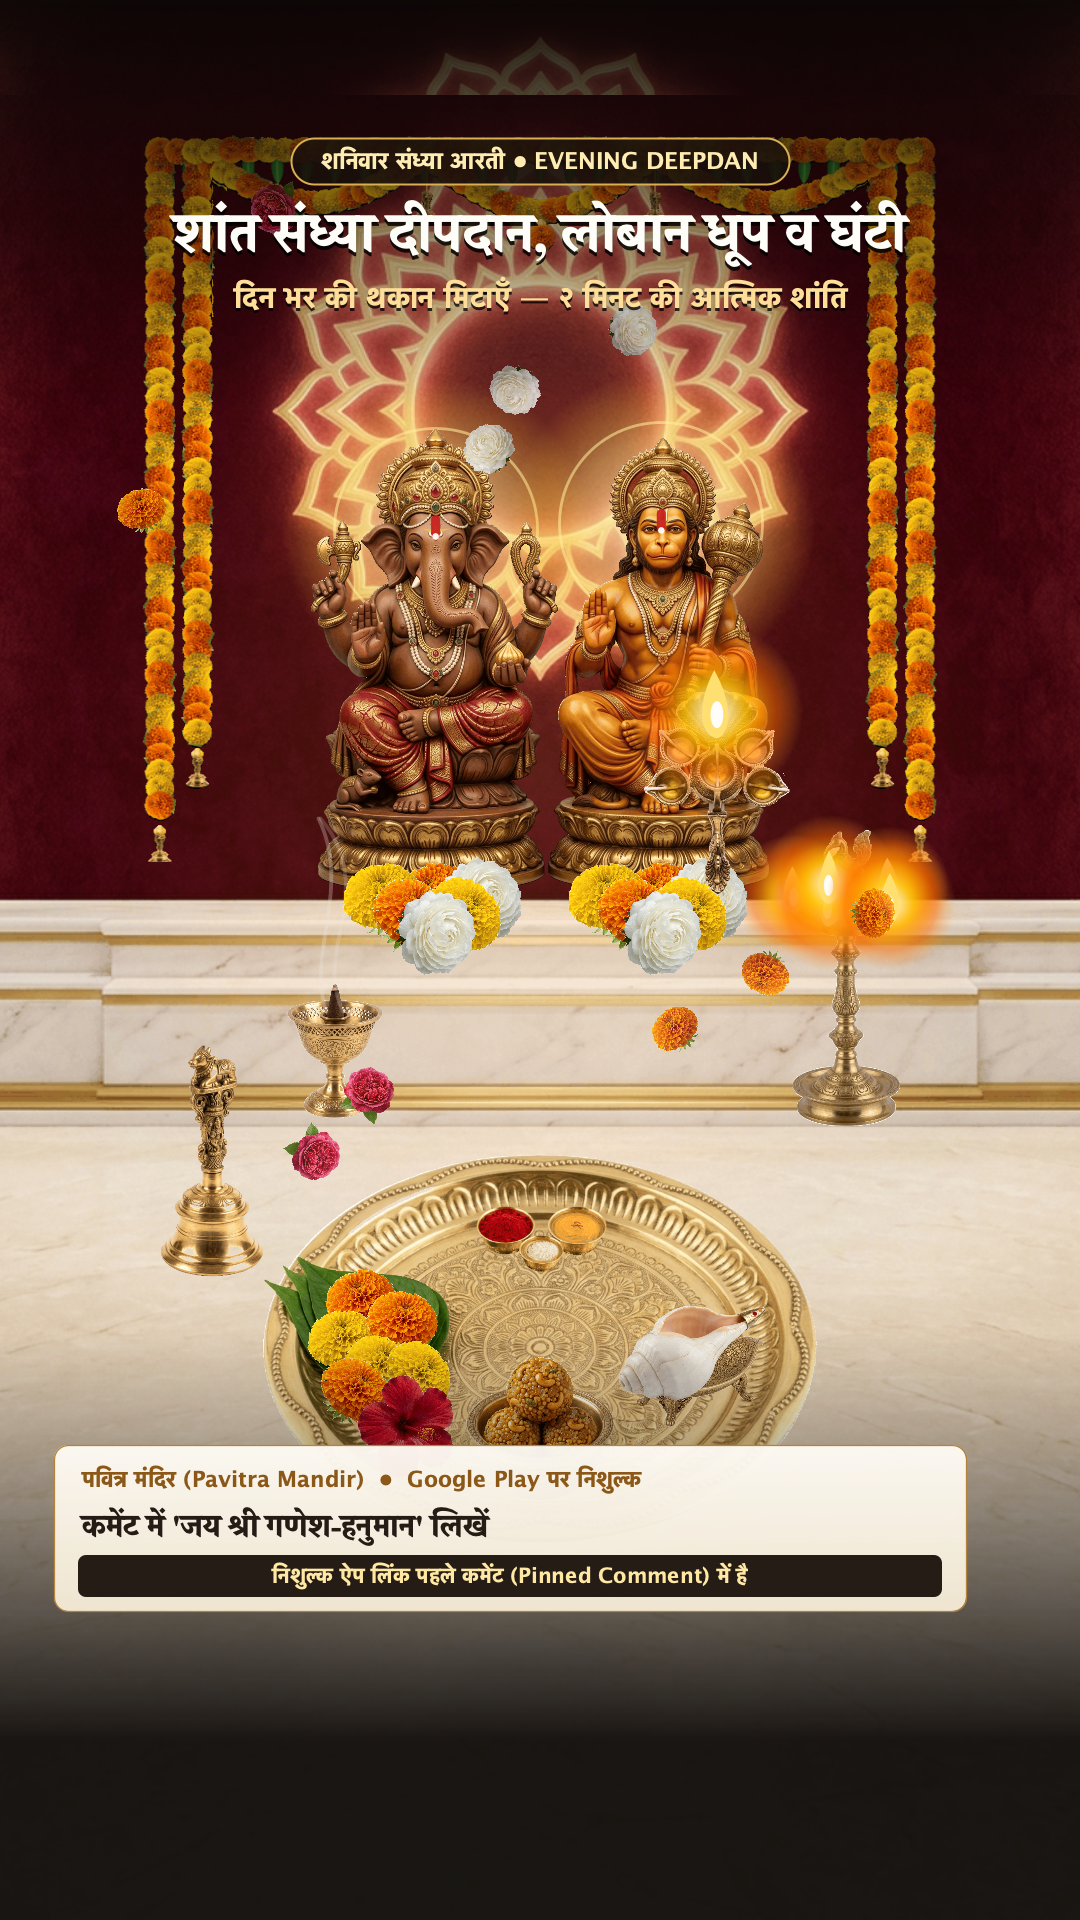 शनिवार संध्या आरती ● EVENING DEEPDAN
शांत संध्या दीपदान, लोबान धूप व घंटी
दिन भर की थकान मिटाएँ — २ मिनट की आत्मिक शांति
पवित्र मंदिर (Pavitra Mandir) ● Google Play पर निशुल्क
कमेंट में 'जय श्री गणेश-हनुमान' लिखें
निशुल्क ऐप लिंक पहले कमेंट (Pinned Comment) में है